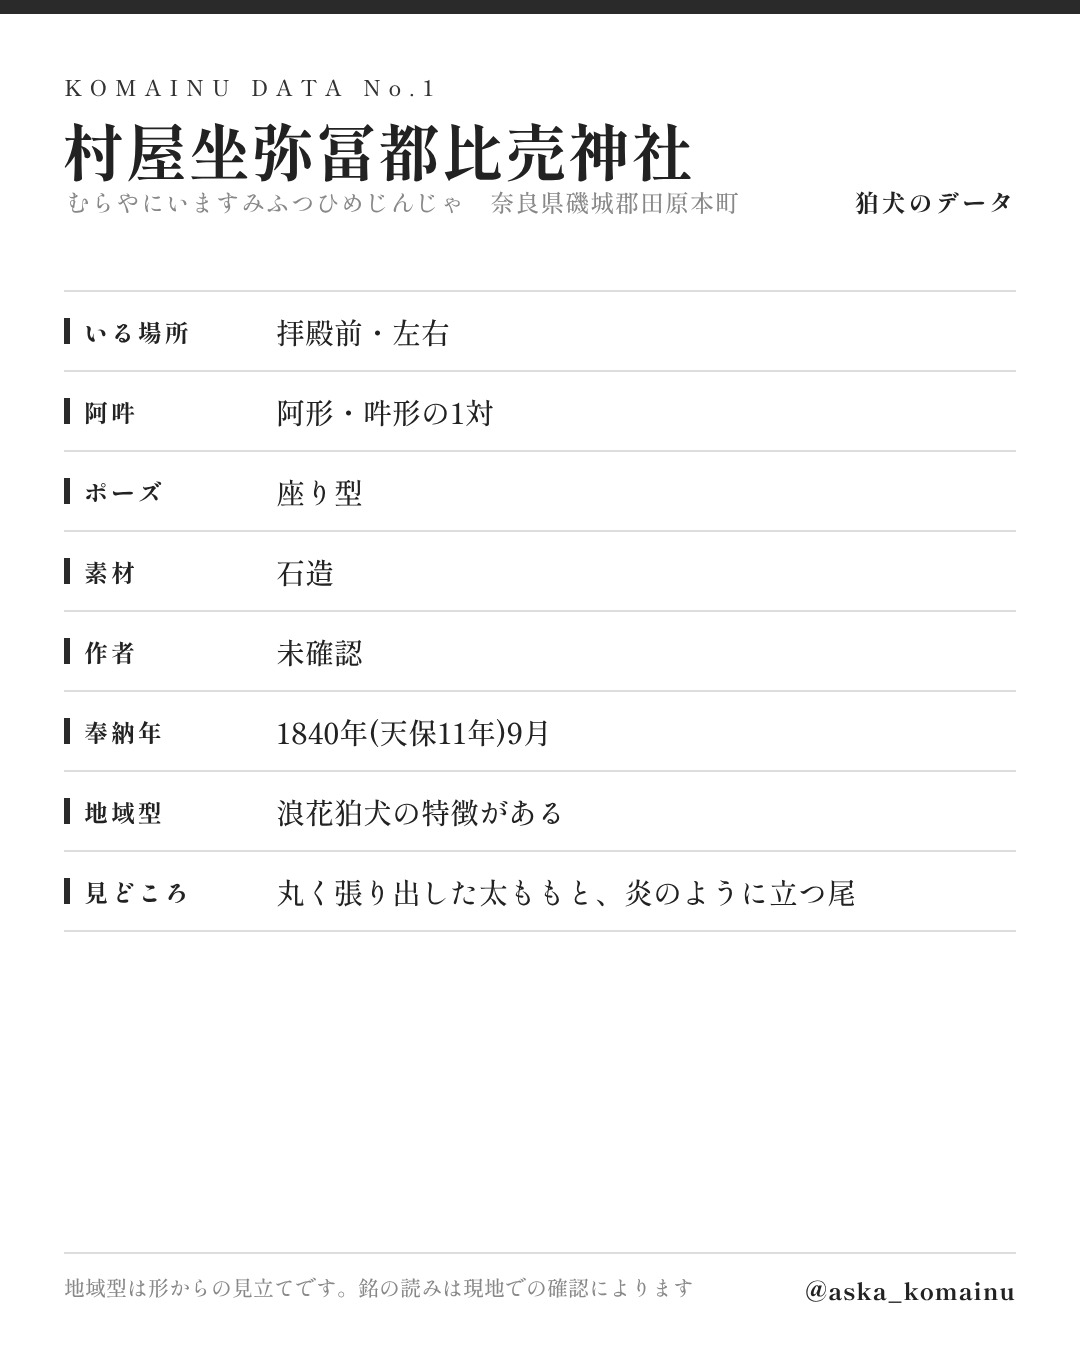 KOMAINU DATA No.1
村屋坐弥冨都比売神社
むらやにいますみふつひめじんじゃ　奈良県磯城郡田原本町　狛犬のデータ
いる場所　拝殿前・左右
阿吽　阿形・吽形の1対
ポーズ　座り型
素材　石造
作者　未確認
奉納年　1840年(天保11年)9月
地域型　浪花狛犬の特徴がある
見どころ　丸く張り出した太ももと、炎のように立つ尾
地域型は形からの見立てです。銘の読みは現地での確認によります　@aska_komainu